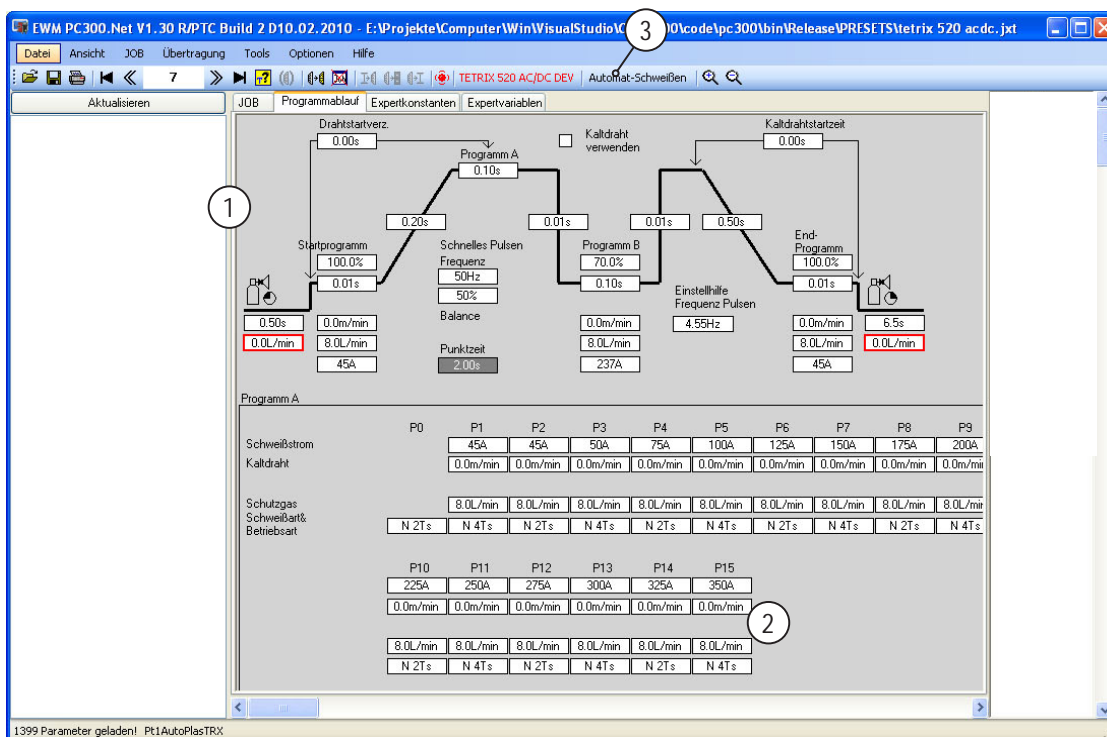 EWM PC300.Net V1.30 R/PTC Build 2 D10.02.2010 - E:\Projekte\Computer\Win\VisualStudio\ 00\code\pc300\bin\Release\PRESETS\tetrix 520 acdc.jxt
3
Datei Ansicht JOB Übertragung Tools Optionen Hilfe
7 TETRIX 520 AC/DC DEV Automat-Schweißen
Aktualisieren
JOB Programmablauf Expertkonstanten Expertvariablen
Drahtstartverz. Kaltdrahtstartzeit
0.00s Kaltdraht verwenden 0.00s
Programm A
0.10s
1
0.20s 0.01s 0.01s 0.50s
Startprogramm Schnelles Pulsen Programm B End-Programm
100.0% Frequenz 70.0% 100.0%
0.01s 50Hz 0.10s 0.01s
50% Einstellhilfe
Frequenz Pulsen
0.50s 0.0m/min Balance 0.0m/min 4.55Hz 0.0m/min 6.5s
0.0L/min 8.0L/min 8.0L/min 8.0L/min 0.0L/min
Punktzeit
45A 2.00s 237A 45A
Programm A
P0 P1 P2 P3 P4 P5 P6 P7 P8 P9
Schweißstrom 45A 45A 50A 75A 100A 125A 150A 175A 200A
Kaltdraht 0.0m/min 0.0m/min 0.0m/min 0.0m/min 0.0m/min 0.0m/min 0.0m/min 0.0m/min 0.0m/mi
Schutzgas 8.0L/min 8.0L/min 8.0L/min 8.0L/min 8.0L/min 8.0L/min 8.0L/min 8.0L/min 8.0L/mi
Schweißart&
Betriebsart N 2Ts N 4Ts N 2Ts N 4Ts N 2Ts N 4Ts N 2Ts N 4Ts N 2Ts N 4Ts
P10 P11 P12 P13 P14 P15
225A 250A 275A 300A 325A 350A
0.0m/min 0.0m/min 0.0m/min 0.0m/min 0.0m/min 0.0m/min
2
8.0L/min 8.0L/min 8.0L/min 8.0L/min 8.0L/min 8.0L/min
N 2Ts N 4Ts N 2Ts N 4Ts N 2Ts N 4Ts
1399 Parameter geladen! Pt1AutoPlasTRX